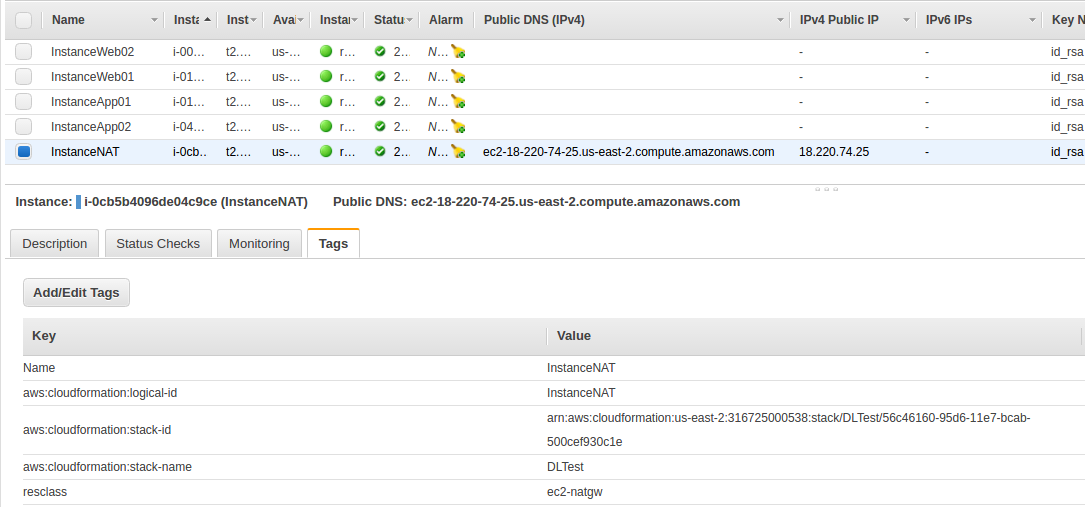 Name Insta Inst Avai Instan Status Alarm Public DNS (IPv4) IPv4 Public IP IPv6 IPs Key N
InstanceWeb02 i-00… t2.… us-… r… 2… N… - - id_rsa
InstanceWeb01 i-01… t2.… us-… r… 2… N… - - id_rsa
InstanceApp01 i-01… t2.… us-… r… 2… N… - - id_rsa
InstanceApp02 i-04… t2.… us-… r… 2… N… - - id_rsa
InstanceNAT i-0cb… t2.… us-… r… 2… N… ec2-18-220-74-25.us-east-2.compute.amazonaws.com 18.220.74.25 - id_rsa
Instance: i-0cb5b4096de04c9ce (InstanceNAT) Public DNS: ec2-18-220-74-25.us-east-2.compute.amazonaws.com
Description Status Checks Monitoring Tags
Add/Edit Tags
Key Value
Name InstanceNAT
aws:cloudformation:logical-id InstanceNAT
aws:cloudformation:stack-id arn:aws:cloudformation:us-east-2:316725000538:stack/DLTest/56c46160-95d6-11e7-bcab-
500cef930c1e
aws:cloudformation:stack-name DLTest
resclass ec2-natgw